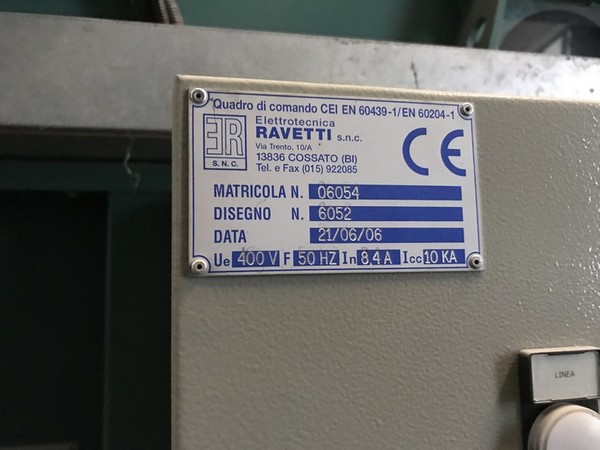 Quadro di comando CEI EN 60439-1/EN 60204-1
ER
S.N.C.
Elettrotecnica
RAVETTI s.n.c.
Via Trento, 10/A
13836 COSSATO (BI)
Tel. e Fax (015) 922085
CE
MATRICOLA N. 06054
DISEGNO N. 6052
DATA 21/06/06
Ue 400 V F 50 HZ In 84 A Icc 10 KA
LINEA